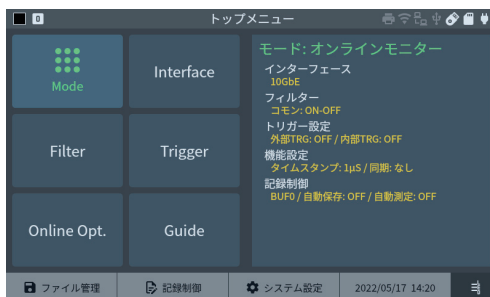 0
トップメニュー
Mode
Interface
Filter
Trigger
Online Opt.
Guide
モード: オンラインモニター
インターフェース
10GbE
フィルター
コモン: ON-OFF
トリガー設定
外部TRG: OFF / 内部TRG: OFF
機能設定
タイムスタンプ: 1μS / 同期: なし
記録制御
BUF0 / 自動保存: OFF / 自動測定: OFF
ファイル管理
記録制御
システム設定
2022/05/17 14:20